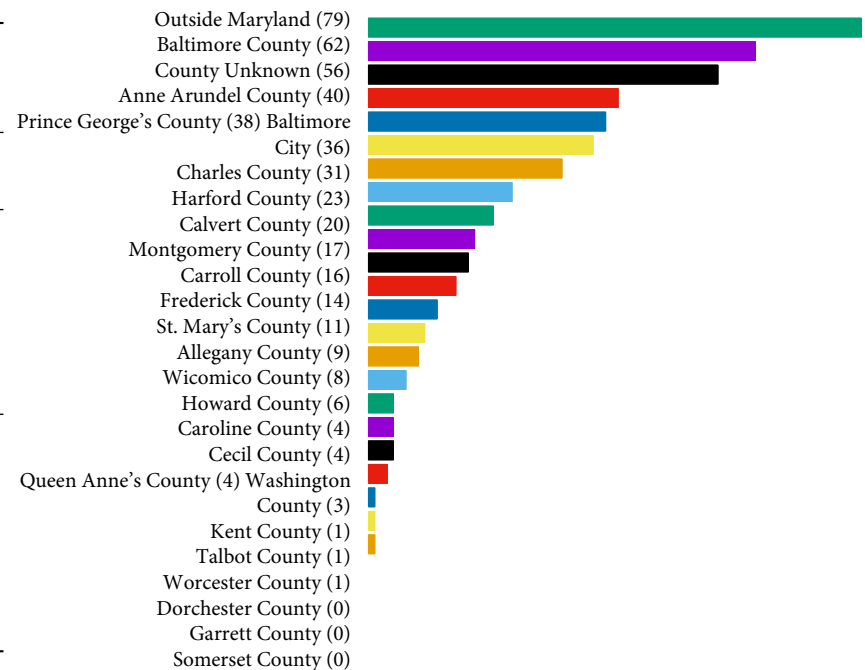 Outside Maryland (79)
Baltimore County (62)
County Unknown (56)
Anne Arundel County (40)
Prince George’s County (38) Baltimore
City (36)
Charles County (31)
Harford County (23)
Calvert County (20)
Montgomery County (17)
Carroll County (16)
Frederick County (14)
St. Mary’s County (11)
Allegany County (9)
Wicomico County (8)
Howard County (6)
Caroline County (4)
Cecil County (4)
Queen Anne’s County (4) Washington
County (3)
Kent County (1)
Talbot County (1)
Worcester County (1)
Dorchester County (0)
Garrett County (0)
Somerset County (0)